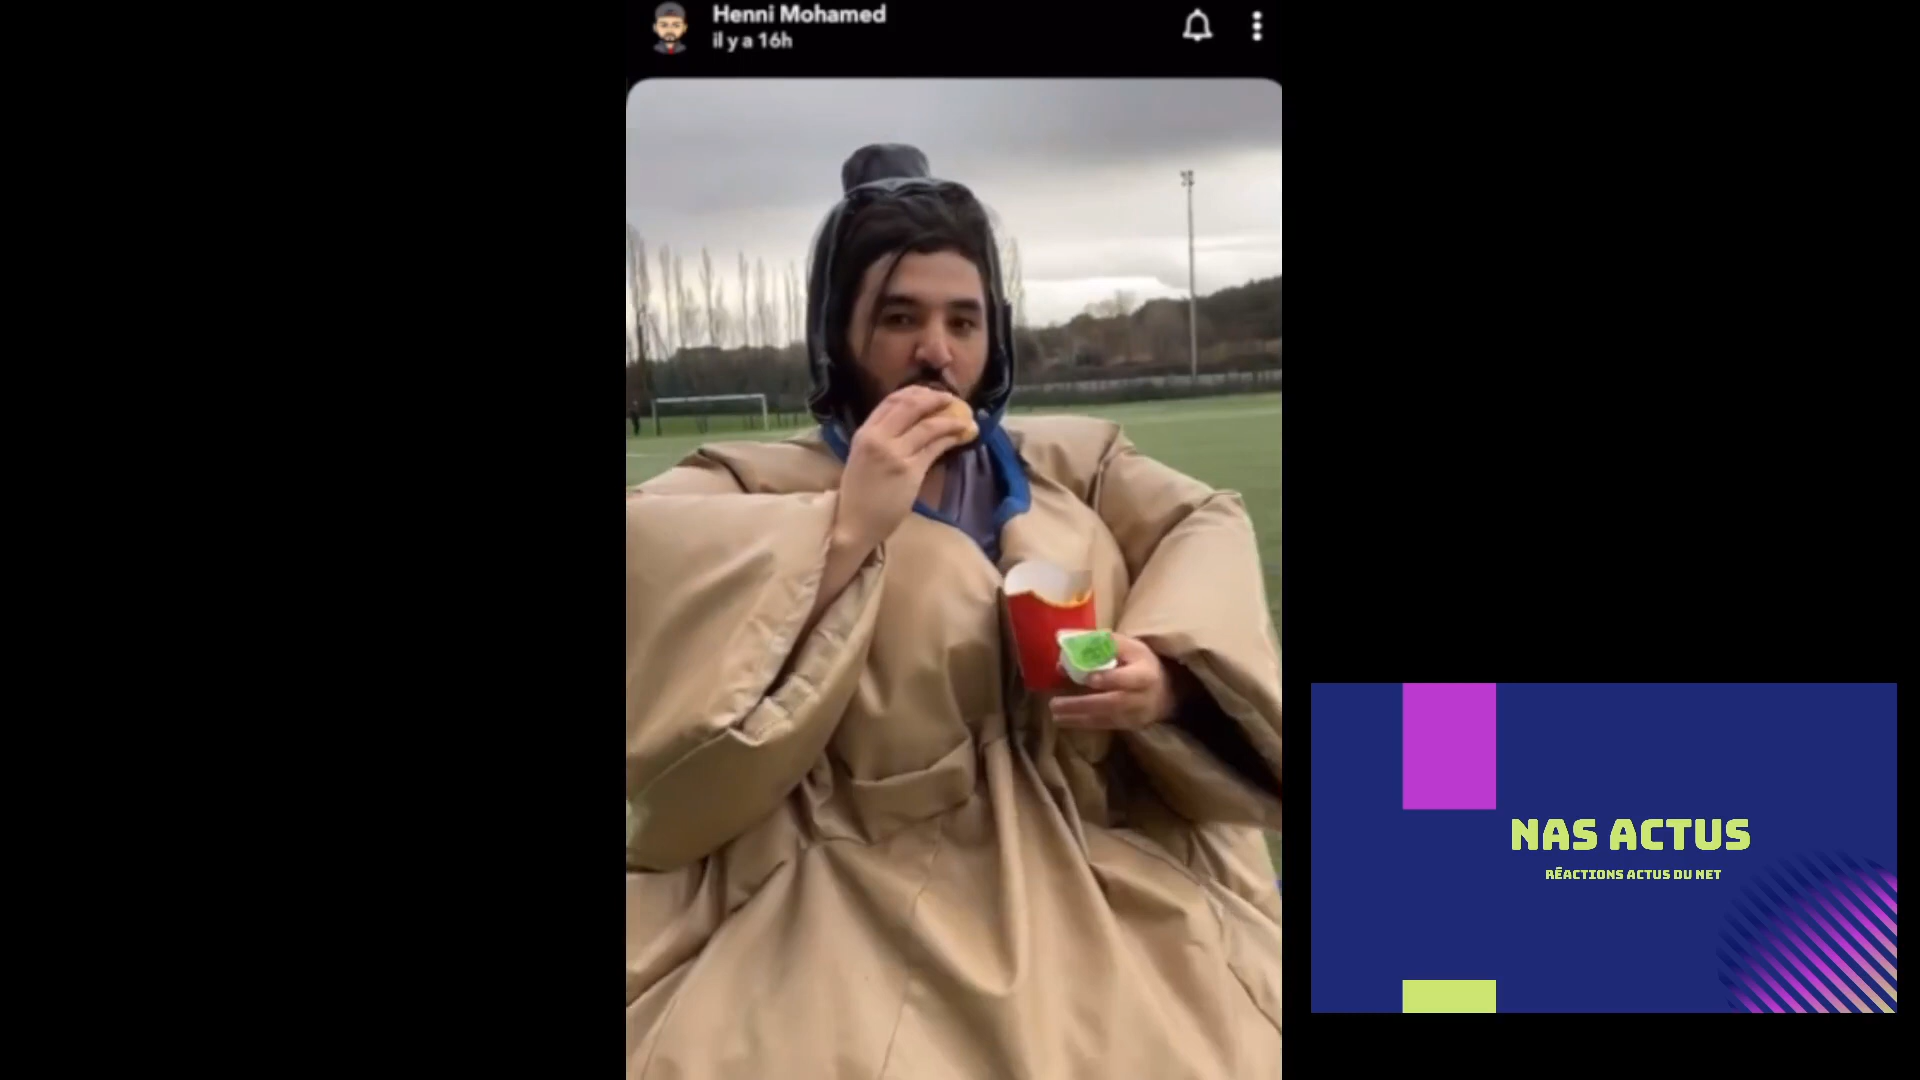 Henni Mohamed
il y a 16h
NAS ACTUS
RÉACTIONS ACTUS DU NET